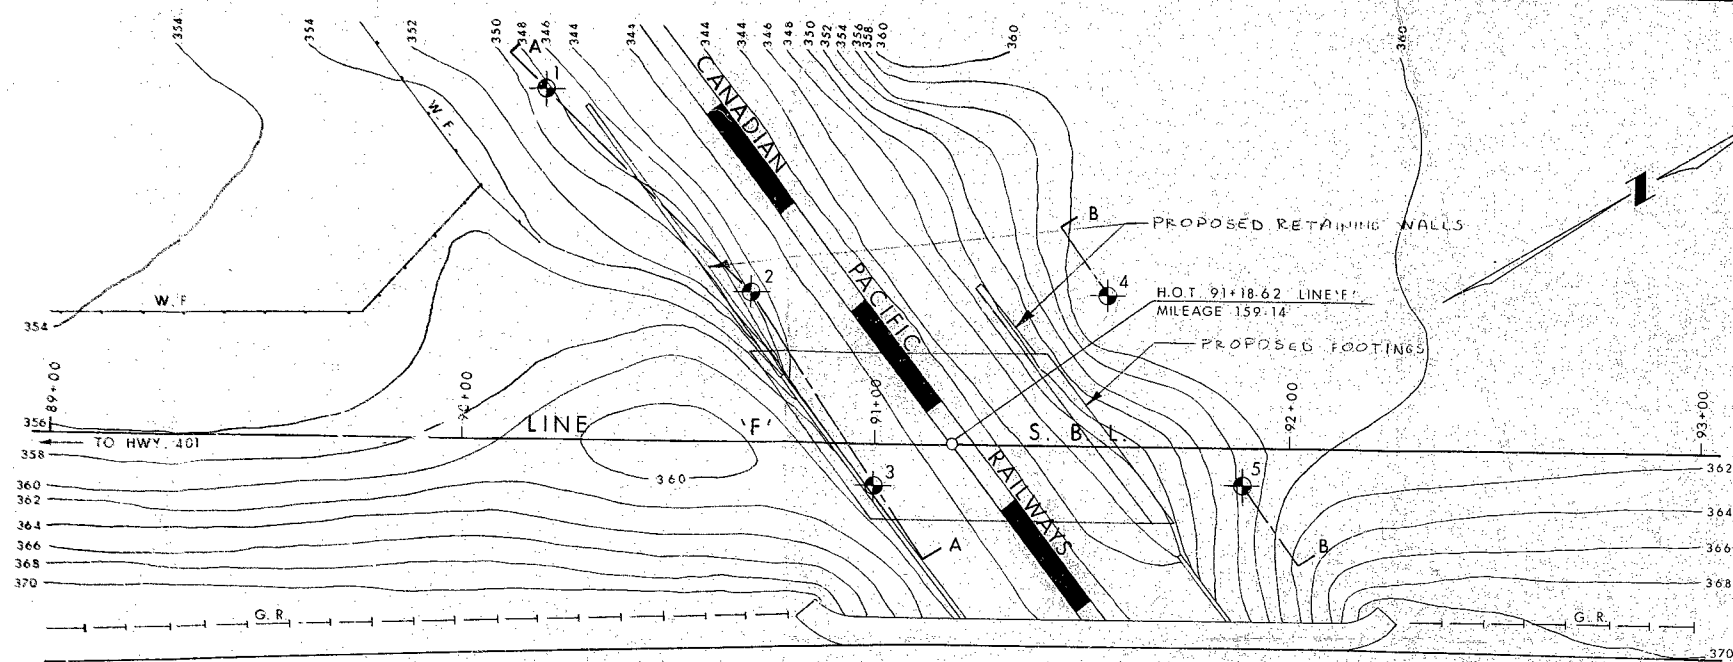 354
354
352
350
348
346
344
344
344
344
346
348
350
352
354
356
358
360
360
360
A
1
CANADIAN
W. F.
B
PROPOSED RETAINING WALLS
2
PACIFIC
4
H.O.T. 91+18.62 LINE 'F'
MILEAGE 159.14
W. F.
354
PROPOSED FOOTINGS
89+00
90+00
91+00
92+00
93+00
356
LINE 'F'
S. B. L.
TO HWY. 401
358
360
3
RAILWAYS
5
362
360
362
364
364
366
A
B
366
368
368
370
G. R.
G. R.
370